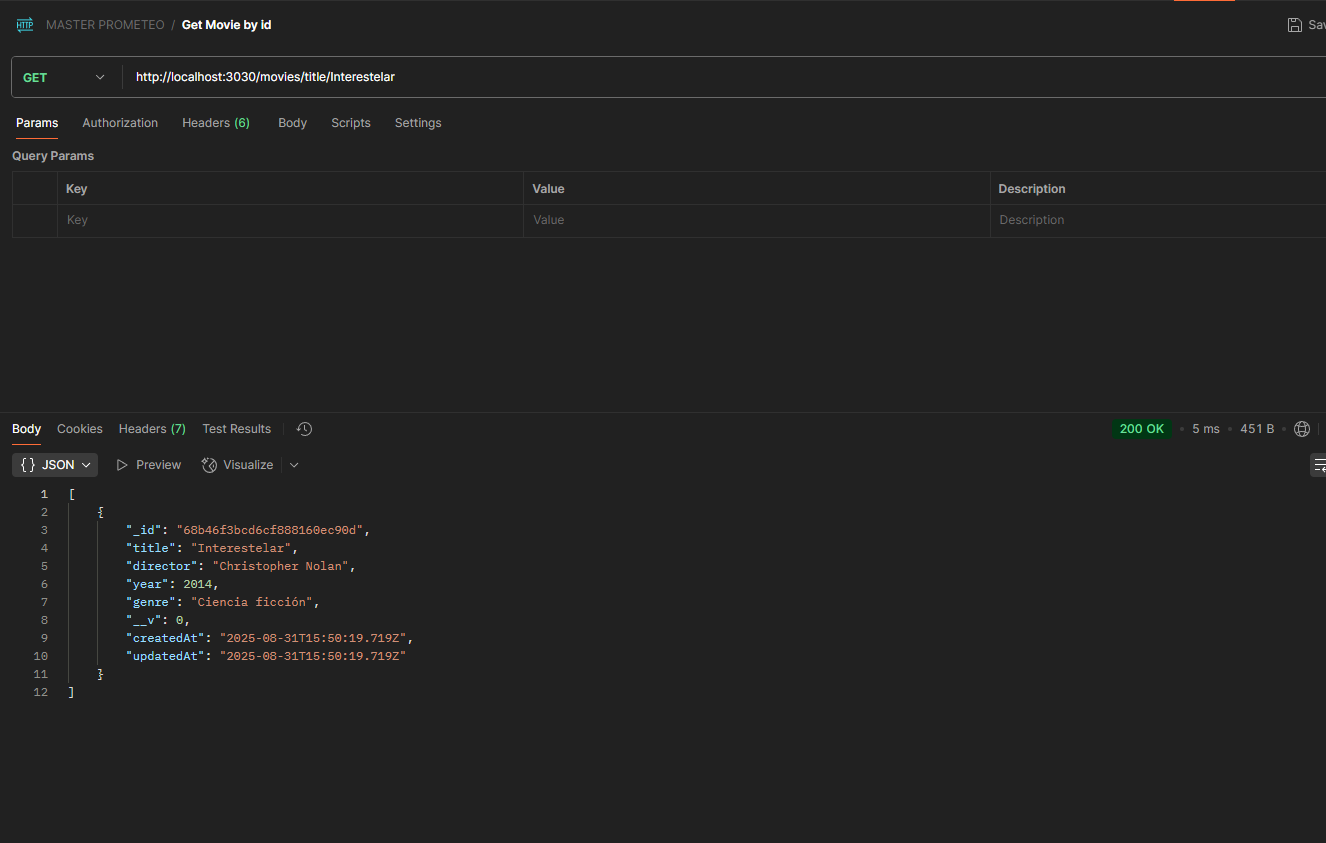 HTTP MASTER PROMETEO / Get Movie by id Sav
GET http://localhost:3030/movies/title/Interestelar
Params Authorization Headers (6) Body Scripts Settings
Query Params
Key Value Description
Key Value Description
Body Cookies Headers (7) Test Results 200 OK • 5 ms • 451 B •
{} JSON Preview Visualize
1 [
2 {
3 "_id": "68b46f3bcd6cf888160ec90d",
4 "title": "Interestelar",
5 "director": "Christopher Nolan",
6 "year": 2014,
7 "genre": "Ciencia ficción",
8 "__v": 0,
9 "createdAt": "2025-08-31T15:50:19.719Z",
10 "updatedAt": "2025-08-31T15:50:19.719Z"
11 }
12 ]